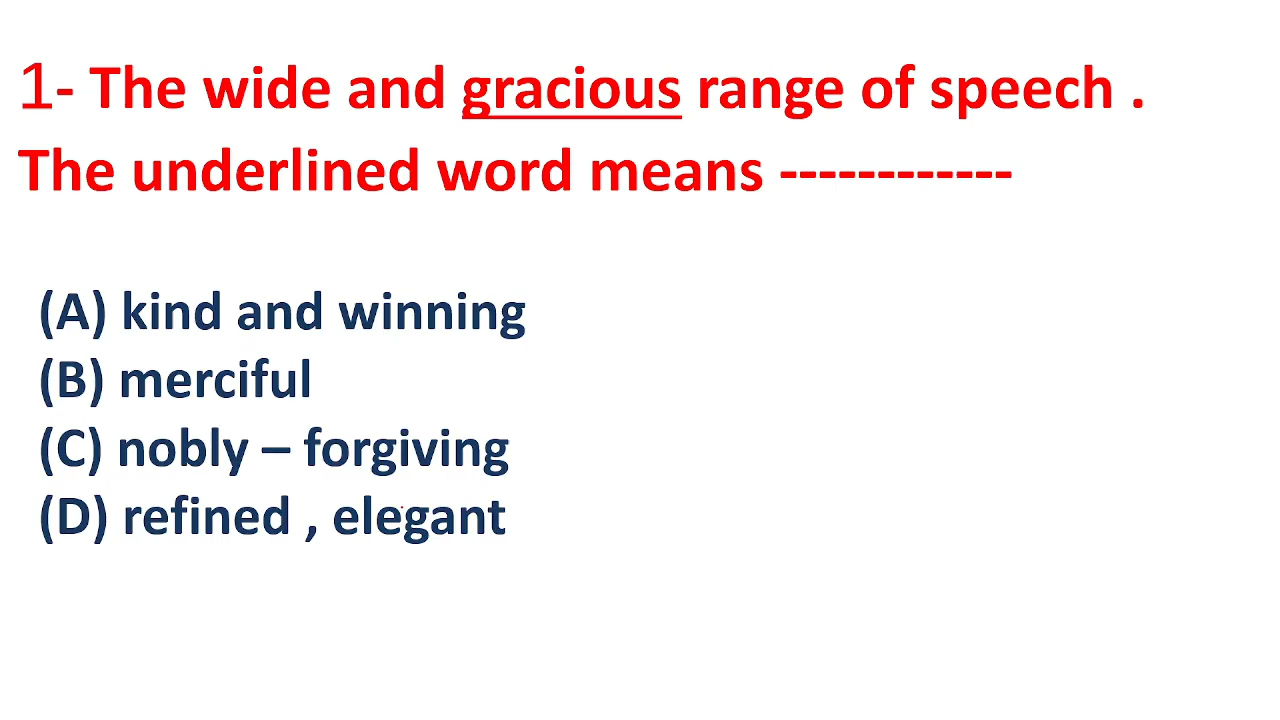 1- The wide and gracious range of speech .
The underlined word means ------------
(A) kind and winning
(B) merciful
(C) nobly – forgiving
(D) refined , elegant